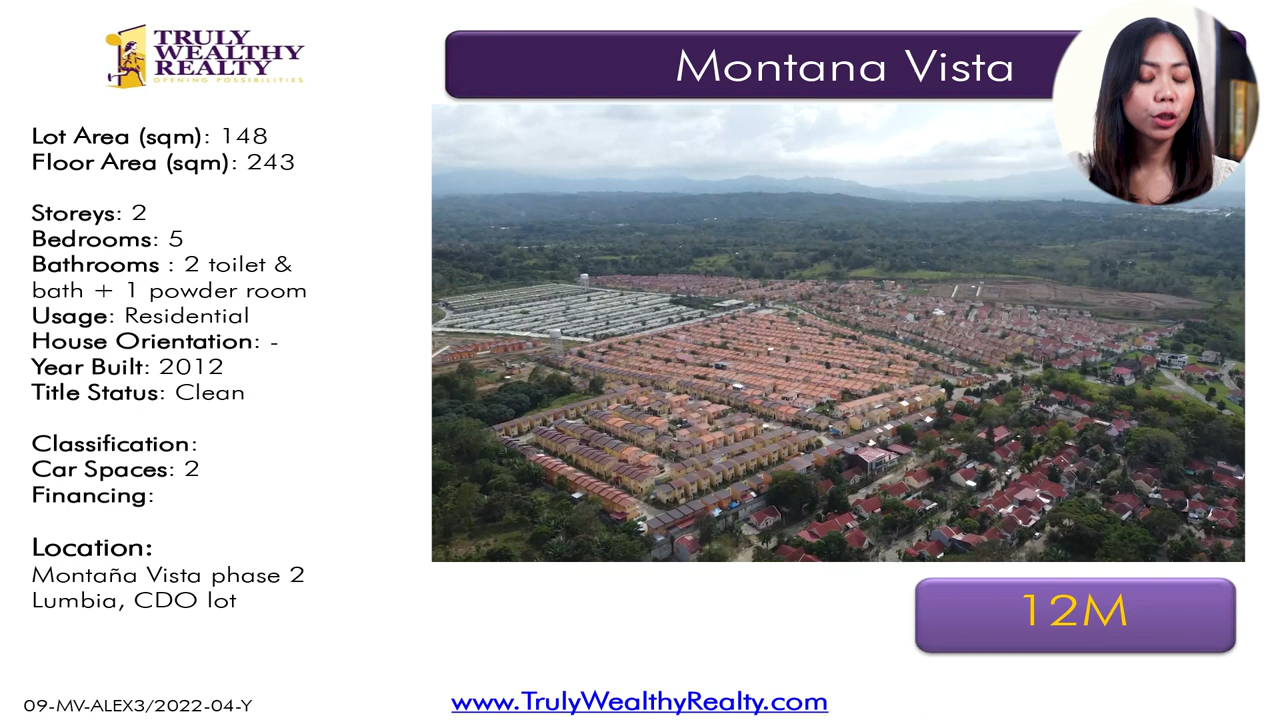 TRULY
WEALTHY
REALTY
OPENING POSSIBILITIES
Montana Vista
Lot Area (sqm): 148
Floor Area (sqm): 243
Storeys: 2
Bedrooms: 5
Bathrooms : 2 toilet &
bath + 1 powder room
Usage: Residential
House Orientation: -
Year Built: 2012
Title Status: Clean
Classification:
Car Spaces: 2
Financing:
Location:
Montaña Vista phase 2
Lumbia, CDO lot
12M
09-MV-ALEX3/2022-04-Y
www.TrulyWealthyRealty.com